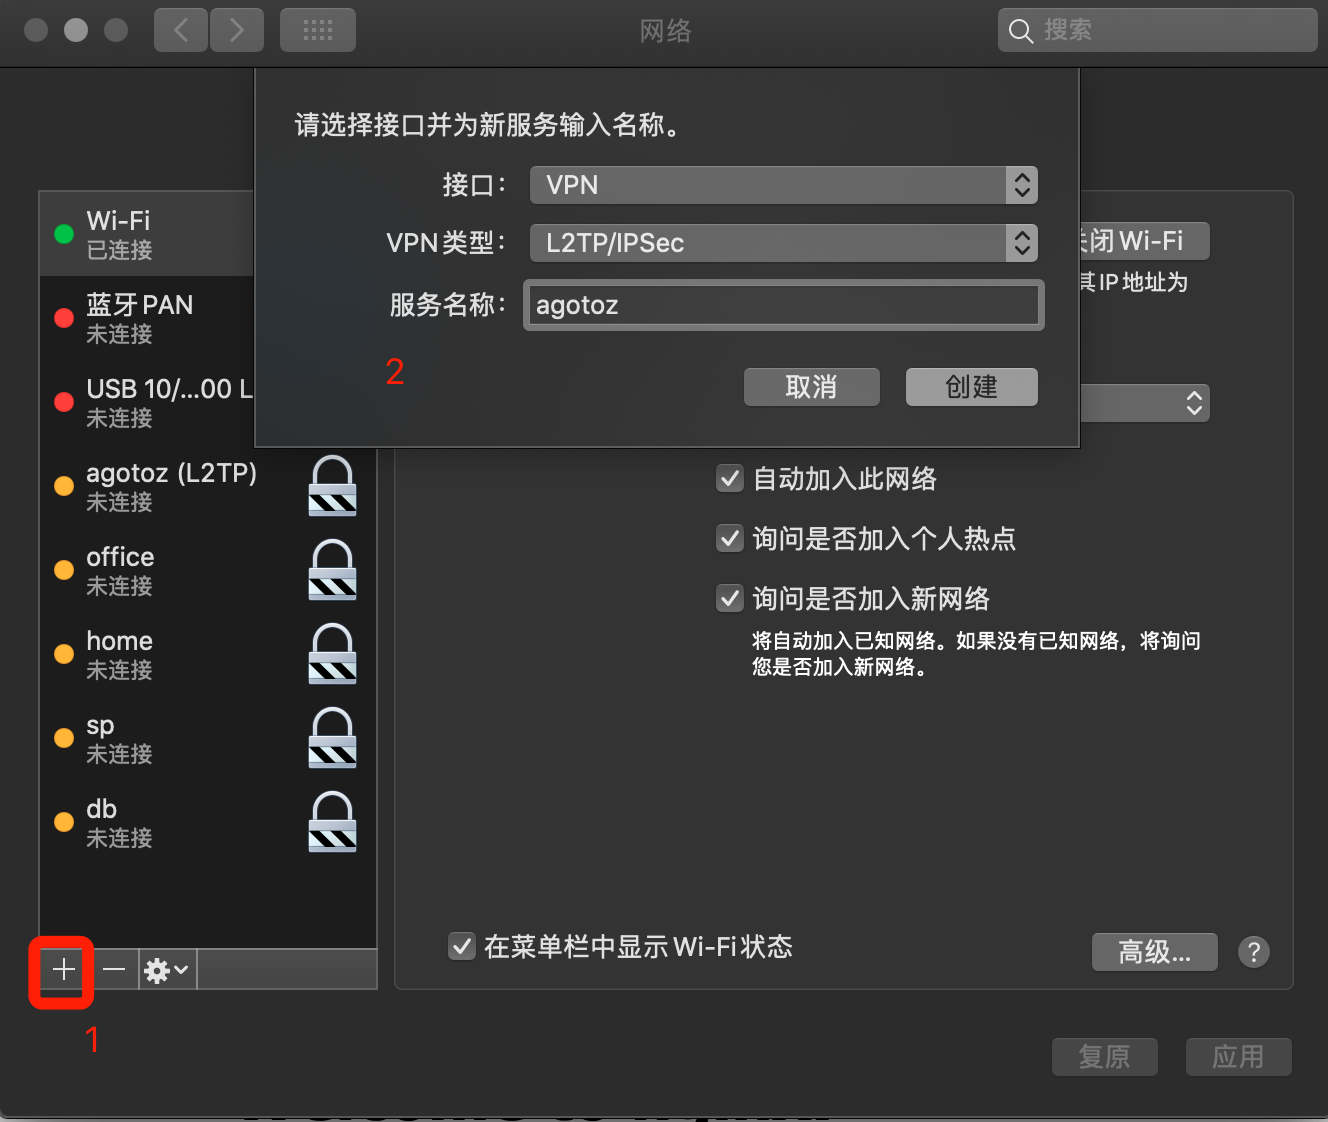 网络
搜索
请选择接口并为新服务输入名称。
接口：
VPN
VPN类型：
L2TP/IPSec
服务名称：
agotoz
2
取消
创建
Wi-Fi
已连接
蓝牙 PAN
未连接
USB 10/...00 L
未连接
agotoz (L2TP)
未连接
office
未连接
home
未连接
sp
未连接
db
未连接
闭 Wi-Fi
其 IP 地址为
自动加入此网络
询问是否加入个人热点
询问是否加入新网络
将自动加入已知网络。如果没有已知网络，将询问
您是否加入新网络。
在菜单栏中显示 Wi-Fi 状态
高级...
?
1
复原
应用